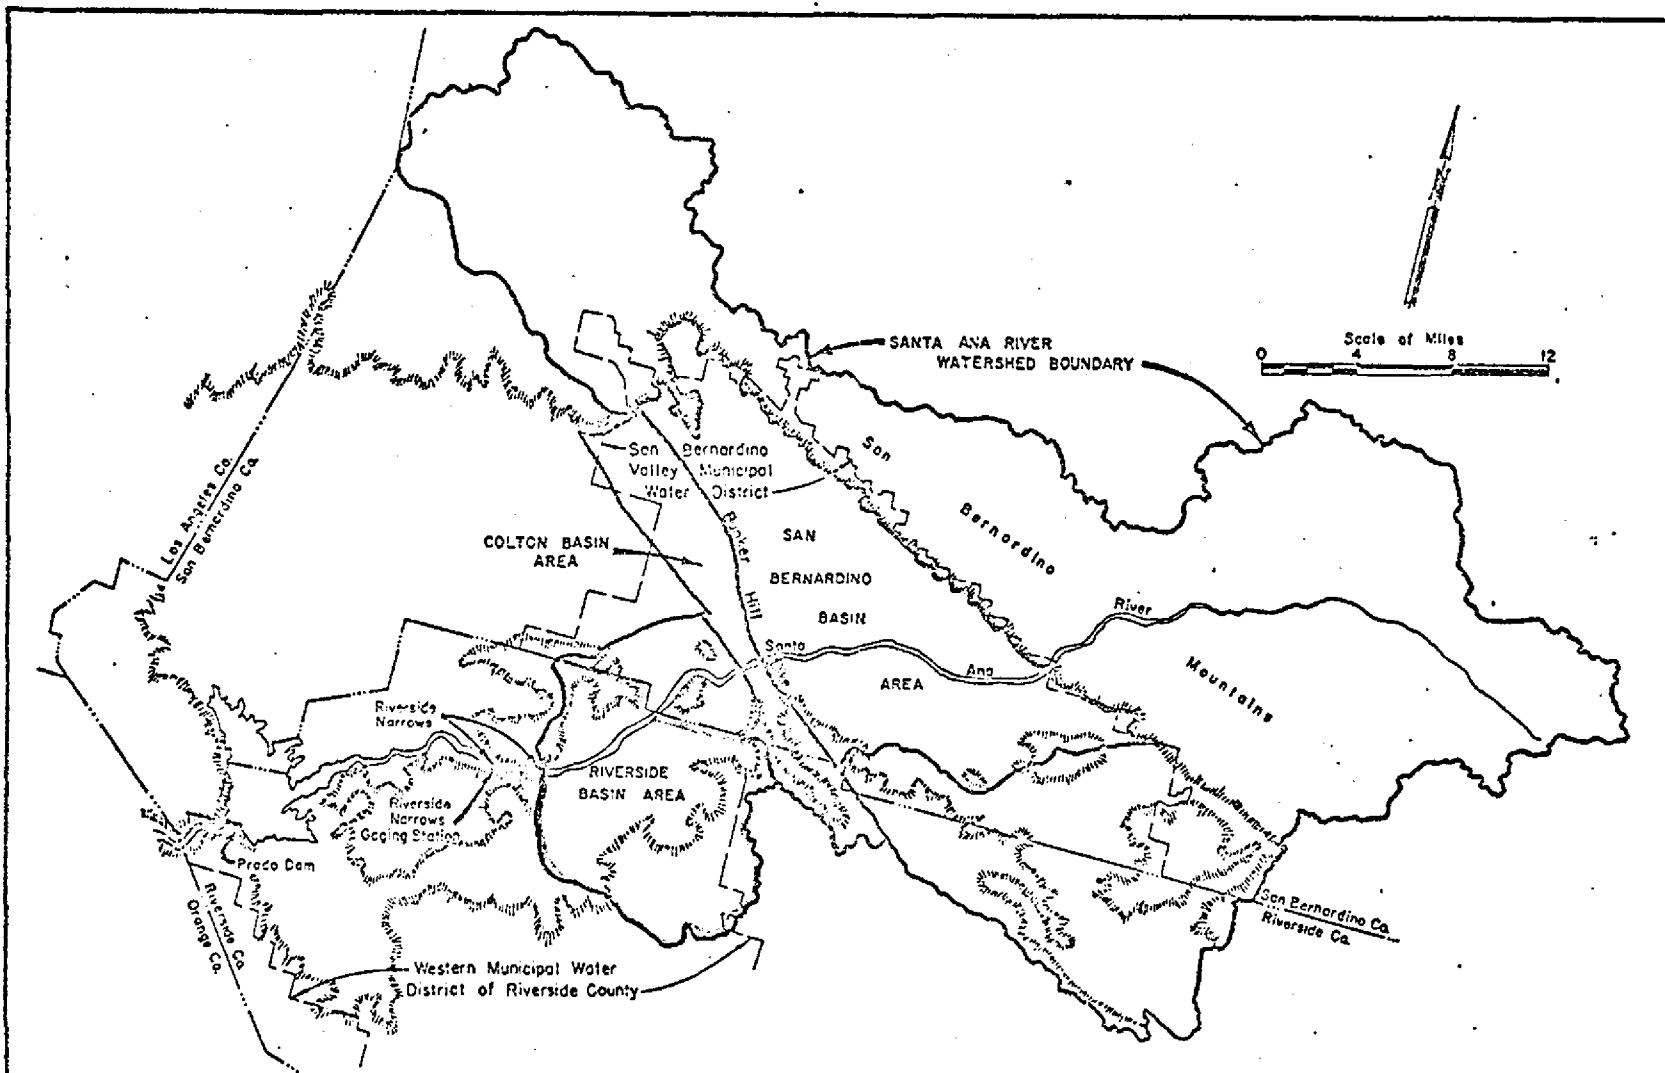 SANTA ANA RIVER
WATERSHED BOUNDARY
Scale of Miles
0 4 8 12
San Bernardino
Valley Municipal
Water District
San
Bernardino
Mountains
Los Angeles Co.
San Bernardino Co.
COLTON BASIN
AREA
Bunker
Hill
SAN
BERNARDINO
BASIN
AREA
Santa
Ana
River
Riverside
Narrows
RIVERSIDE
BASIN AREA
Riverside
Narrows
Gaging Station
Prado Dam
Riverside Co.
Orange Co.
San Bernardino Co.
Riverside Co.
Western Municipal Water
District of Riverside County